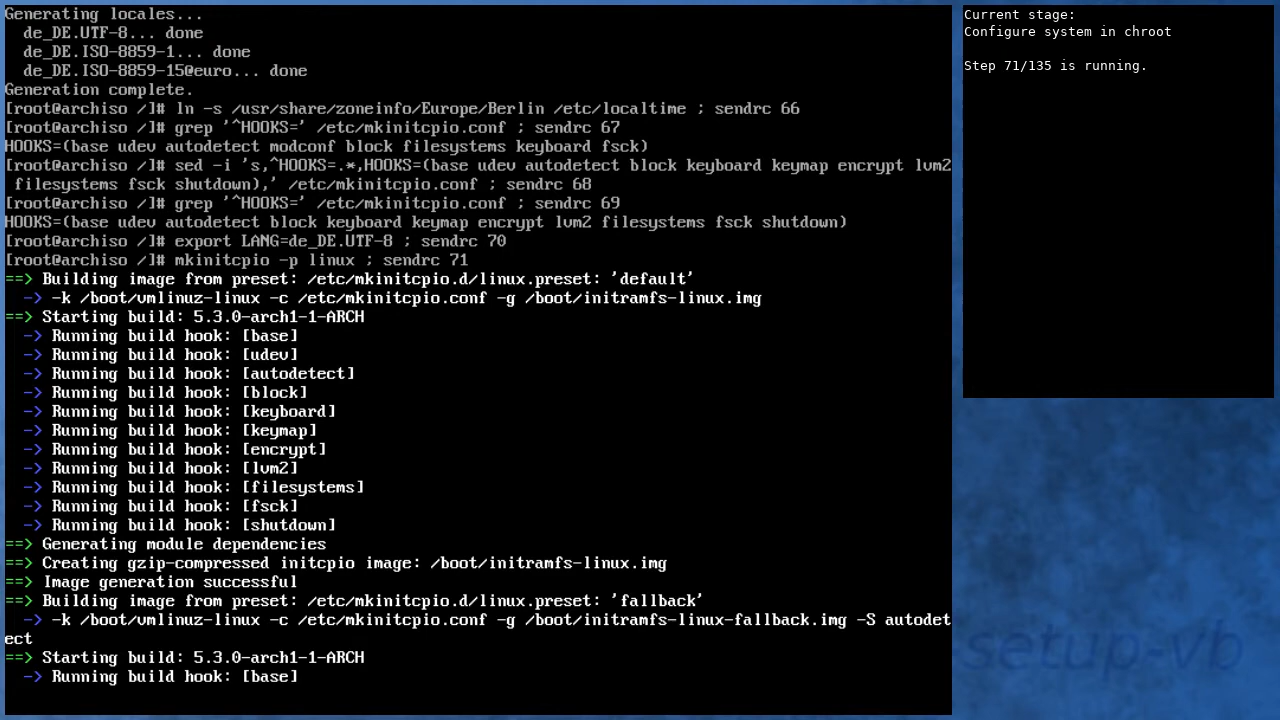 Generating locales...
  de_DE.UTF-8... done
  de_DE.ISO-8859-1... done
  de_DE.ISO-8859-15@euro... done
Generation complete.
[root@archiso /]# ln -s /usr/share/zoneinfo/Europe/Berlin /etc/localtime ; sendrc 66
[root@archiso /]# grep '^HOOKS=' /etc/mkinitcpio.conf ; sendrc 67
HOOKS=(base udev autodetect modconf block filesystems keyboard fsck)
[root@archiso /]# sed -i 's,^HOOKS=.*,HOOKS=(base udev autodetect block keyboard keymap encrypt lvm2
 filesystems fsck shutdown),' /etc/mkinitcpio.conf ; sendrc 68
[root@archiso /]# grep '^HOOKS=' /etc/mkinitcpio.conf ; sendrc 69
HOOKS=(base udev autodetect block keyboard keymap encrypt lvm2 filesystems fsck shutdown)
[root@archiso /]# export LANG=de_DE.UTF-8 ; sendrc 70
[root@archiso /]# mkinitcpio -p linux ; sendrc 71
==> Building image from preset: /etc/mkinitcpio.d/linux.preset: 'default'
  -> -k /boot/vmlinuz-linux -c /etc/mkinitcpio.conf -g /boot/initramfs-linux.img
==> Starting build: 5.3.0-arch1-1-ARCH
  -> Running build hook: [base]
  -> Running build hook: [udev]
  -> Running build hook: [autodetect]
  -> Running build hook: [block]
  -> Running build hook: [keyboard]
  -> Running build hook: [keymap]
  -> Running build hook: [encrypt]
  -> Running build hook: [lvm2]
  -> Running build hook: [filesystems]
  -> Running build hook: [fsck]
  -> Running build hook: [shutdown]
==> Generating module dependencies
==> Creating gzip-compressed initcpio image: /boot/initramfs-linux.img
==> Image generation successful
==> Building image from preset: /etc/mkinitcpio.d/linux.preset: 'fallback'
  -> -k /boot/vmlinuz-linux -c /etc/mkinitcpio.conf -g /boot/initramfs-linux-fallback.img -S autodet
ect
==> Starting build: 5.3.0-arch1-1-ARCH
  -> Running build hook: [base]
Current stage:
Configure system in chroot
Step 71/135 is running.
-setup-vb